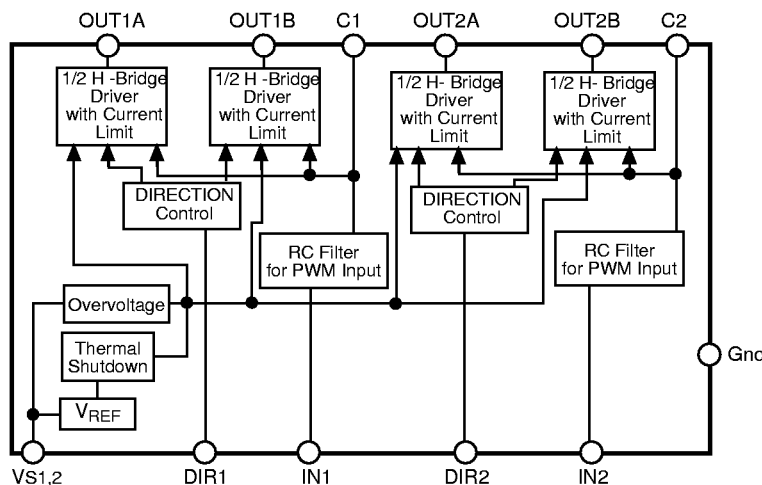 OUT1A
OUT1B
C1
OUT2A
OUT2B
C2
1/2 H -Bridge
Driver
with Current
Limit
1/2 H -Bridge
Driver
with Current
Limit
1/2 H- Bridge
Driver
with Current
Limit
1/2 H- Bridge
Driver
with Current
Limit
DIRECTION
Control
DIRECTION
Control
RC Filter
for PWM Input
RC Filter
for PWM Input
Overvoltage
Thermal
Shutdown
VREF
Gnd
VS1,2
DIR1
IN1
DIR2
IN2